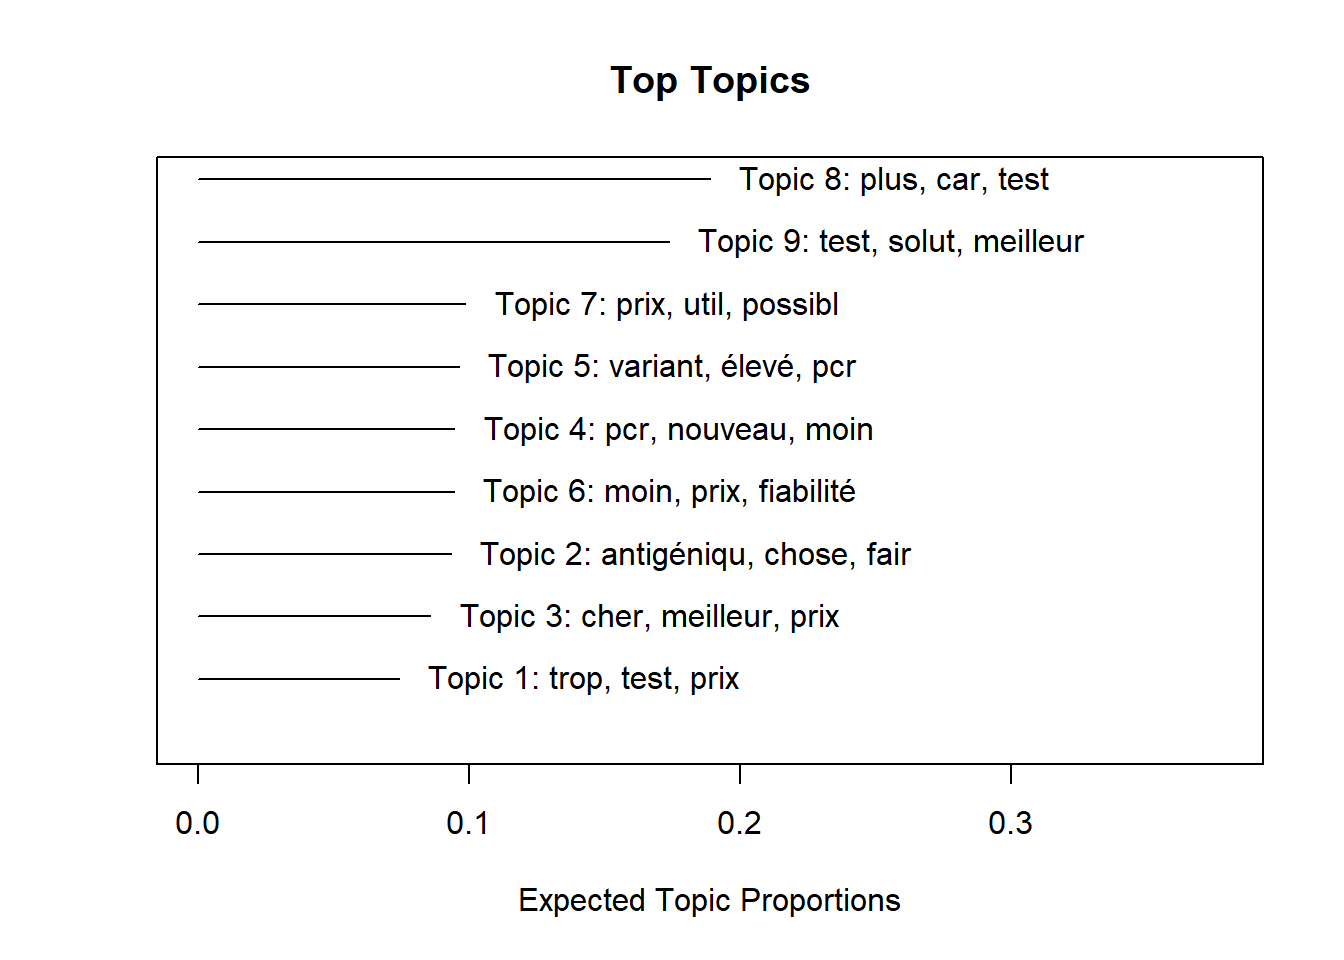 Top Topics
Topic 8: plus, car, test
Topic 9: test, solut, meilleur
Topic 7: prix, util, possibl
Topic 5: variant, élevé, pcr
Topic 4: pcr, nouveau, moin
Topic 6: moin, prix, fiabilité
Topic 2: antigéniqu, chose, fair
Topic 3: cher, meilleur, prix
Topic 1: trop, test, prix
0.0 0.1 0.2 0.3
Expected Topic Proportions